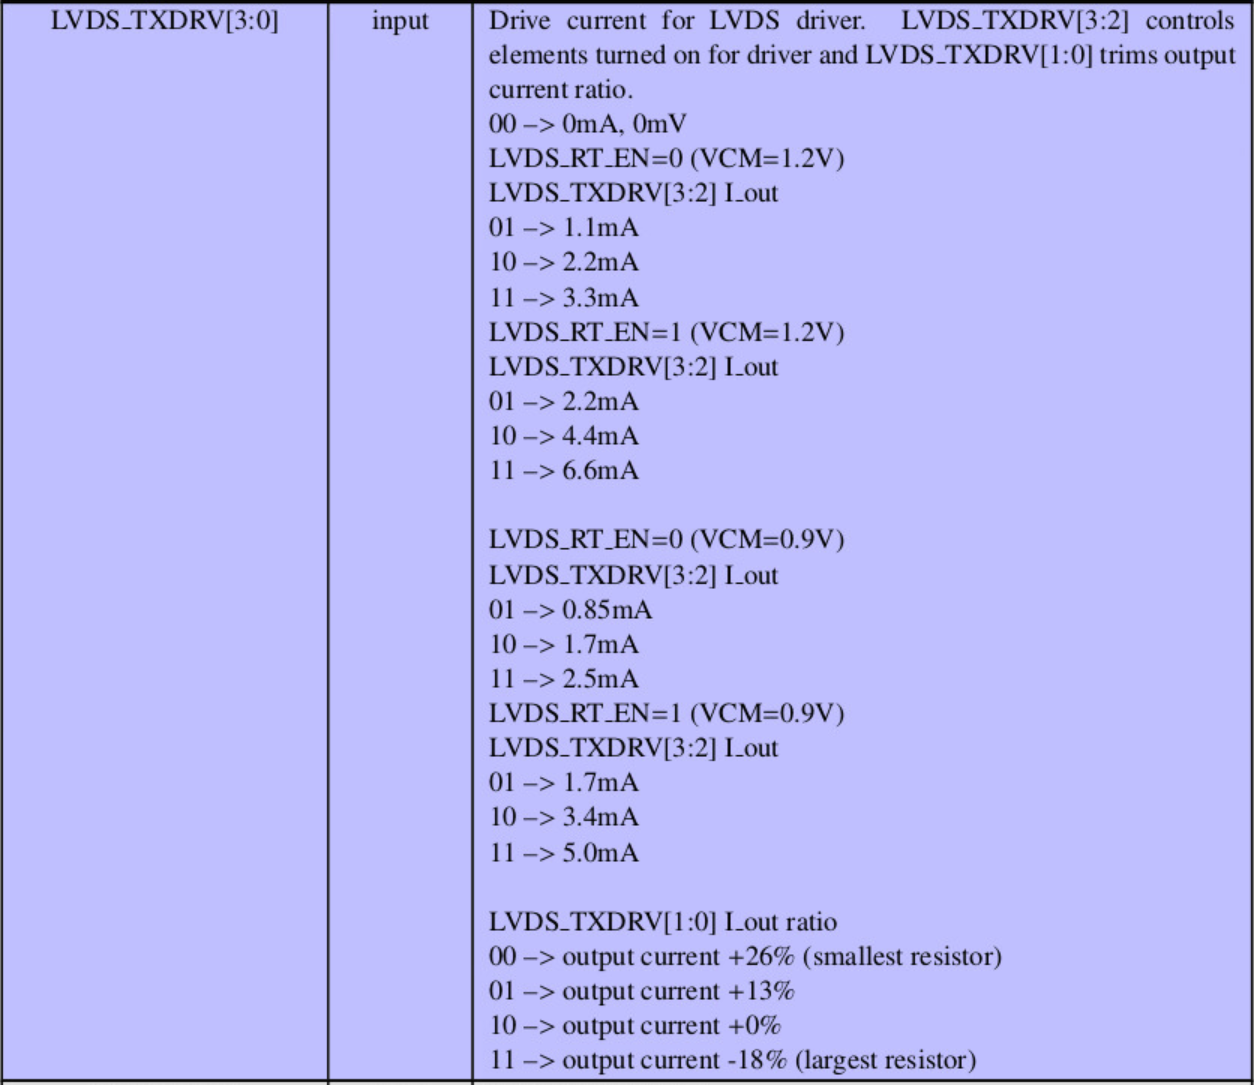 LVDS_TXDRV[3:0]
input
Drive current for LVDS driver. LVDS_TXDRV[3:2] controls
elements turned on for driver and LVDS_TXDRV[1:0] trims output
current ratio.
00 –> 0mA, 0mV
LVDS_RT_EN=0 (VCM=1.2V)
LVDS_TXDRV[3:2] I_out
01 –> 1.1mA
10 –> 2.2mA
11 –> 3.3mA
LVDS_RT_EN=1 (VCM=1.2V)
LVDS_TXDRV[3:2] I_out
01 –> 2.2mA
10 –> 4.4mA
11 –> 6.6mA
LVDS_RT_EN=0 (VCM=0.9V)
LVDS_TXDRV[3:2] I_out
01 –> 0.85mA
10 –> 1.7mA
11 –> 2.5mA
LVDS_RT_EN=1 (VCM=0.9V)
LVDS_TXDRV[3:2] I_out
01 –> 1.7mA
10 –> 3.4mA
11 –> 5.0mA
LVDS_TXDRV[1:0] I_out ratio
00 –> output current +26% (smallest resistor)
01 –> output current +13%
10 –> output current +0%
11 –> output current -18% (largest resistor)